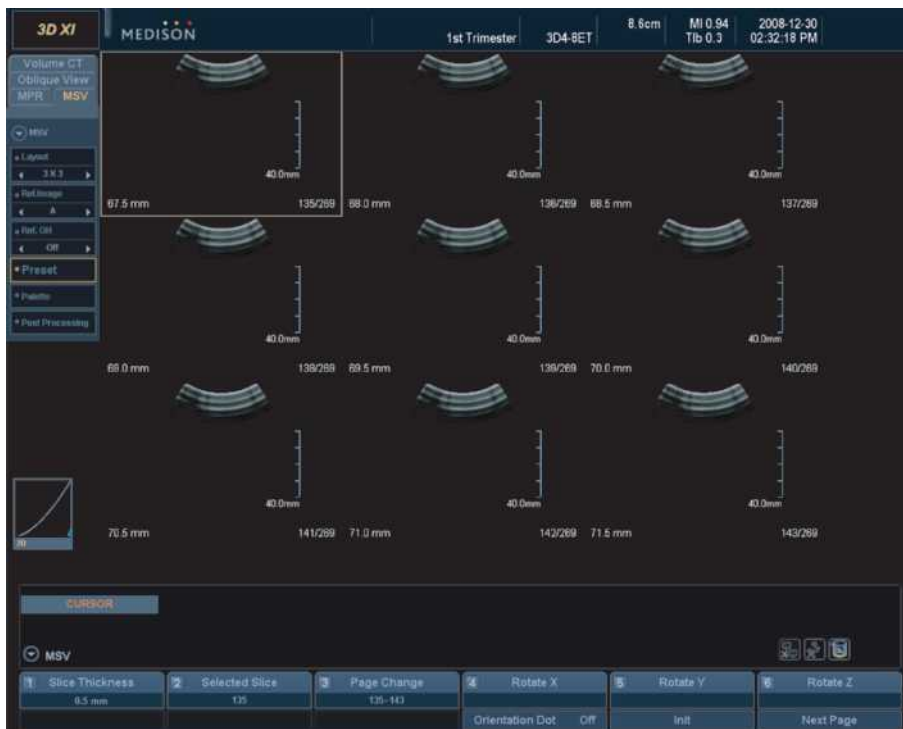 3D XI MEDISON 1st Trimester 3D4-8ET 8.6cm MI 0.94 2008-12-30
TIb 0.3 02:32:18 PM
Volume CT
Oblique View
MPR MSV
MSV
Layout
3 X 3
Ref.Image
A
Ref. OH
Off
Preset
Palette
Post Processing
40.0mm 40.0mm 40.0mm
67.5 mm 135/269 68.0 mm 136/269 68.5 mm 137/269
40.0mm 40.0mm 40.0mm
69.0 mm 138/269 69.5 mm 139/269 70.0 mm 140/269
40.0mm 40.0mm 40.0mm
70.5 mm 141/269 71.0 mm 142/269 71.5 mm 143/269
CURSOR
MSV
1 Slice Thickness 2 Selected Slice 3 Page Change 4 Rotate X 5 Rotate Y 6 Rotate Z
0.5 mm 135 135~143
Orientation Dot Off Init Next Page